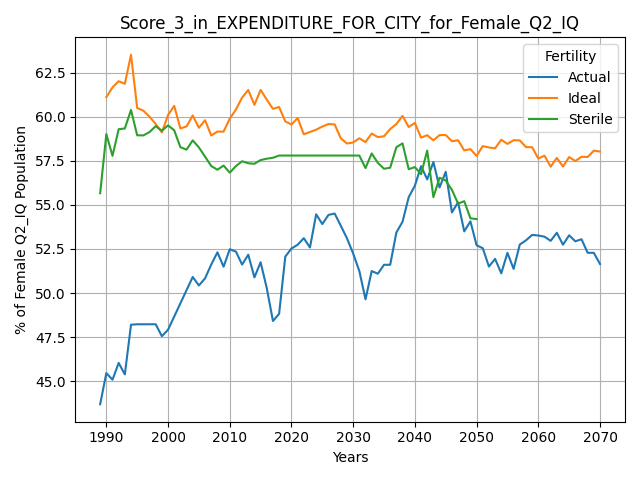 Score_3_in_EXPENDITURE_FOR_CITY_for_Female_Q2_IQ
Fertility
Actual
Ideal
Sterile
% of Female Q2_IQ Population
62.5
60.0
57.5
55.0
52.5
50.0
47.5
45.0
1990 2000 2010 2020 2030 2040 2050 2060 2070
Years